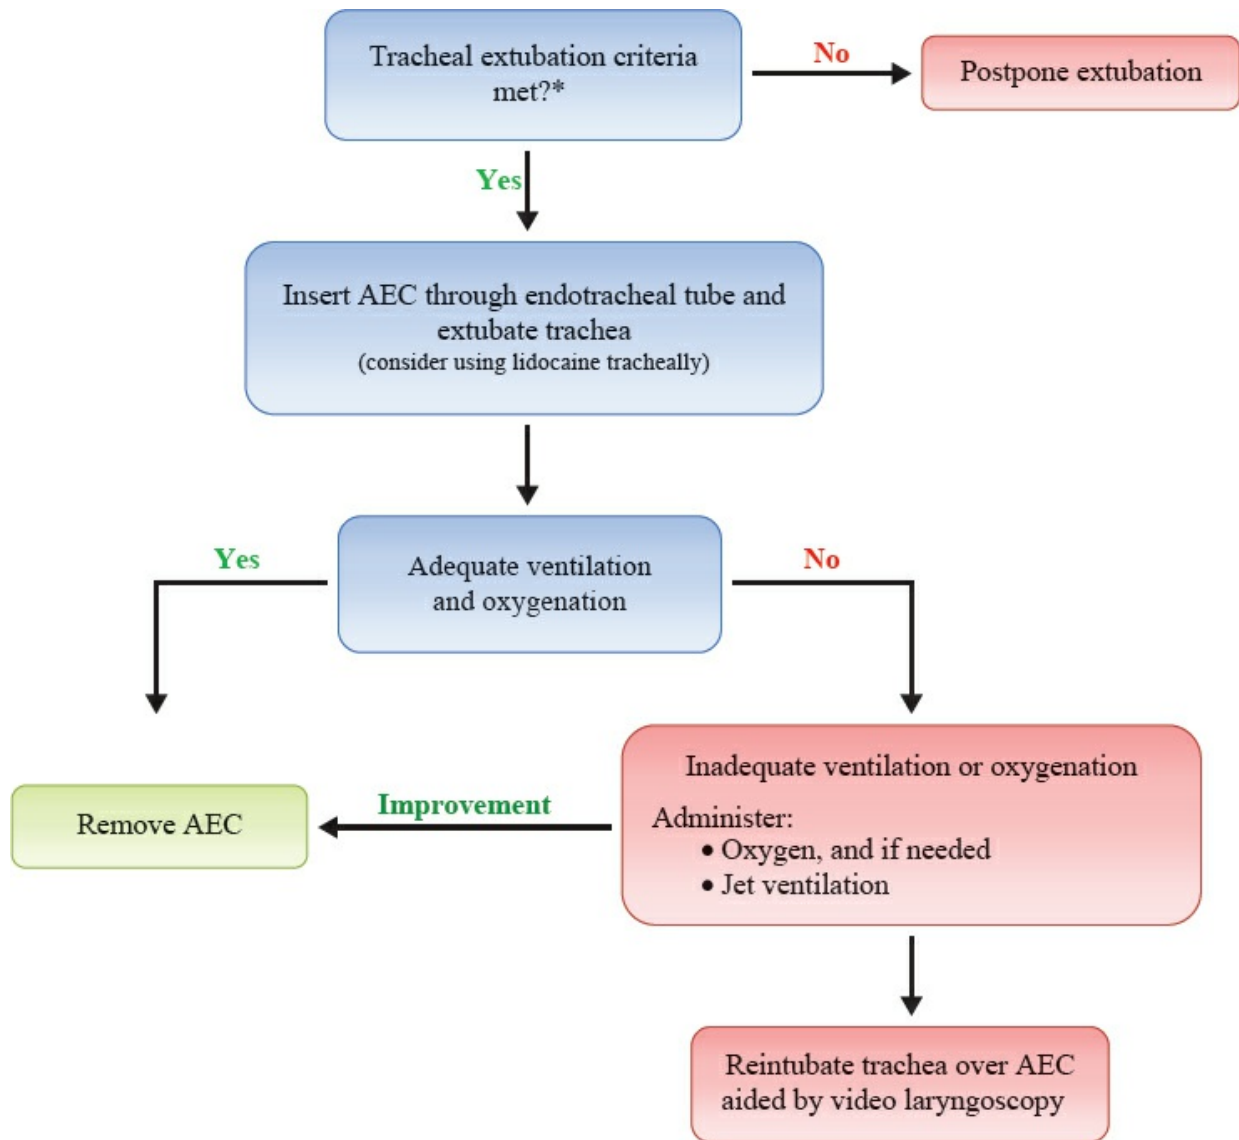 Tracheal extubation criteria
met?*
No
Postpone extubation
Yes
Insert AEC through endotracheal tube and
extubate trachea
(consider using lidocaine tracheally)
Yes
Adequate ventilation
and oxygenation
No
Inadequate ventilation or oxygenation
Administer:
• Oxygen, and if needed
• Jet ventilation
Improvement
Remove AEC
Reintubate trachea over AEC
aided by video laryngoscopy